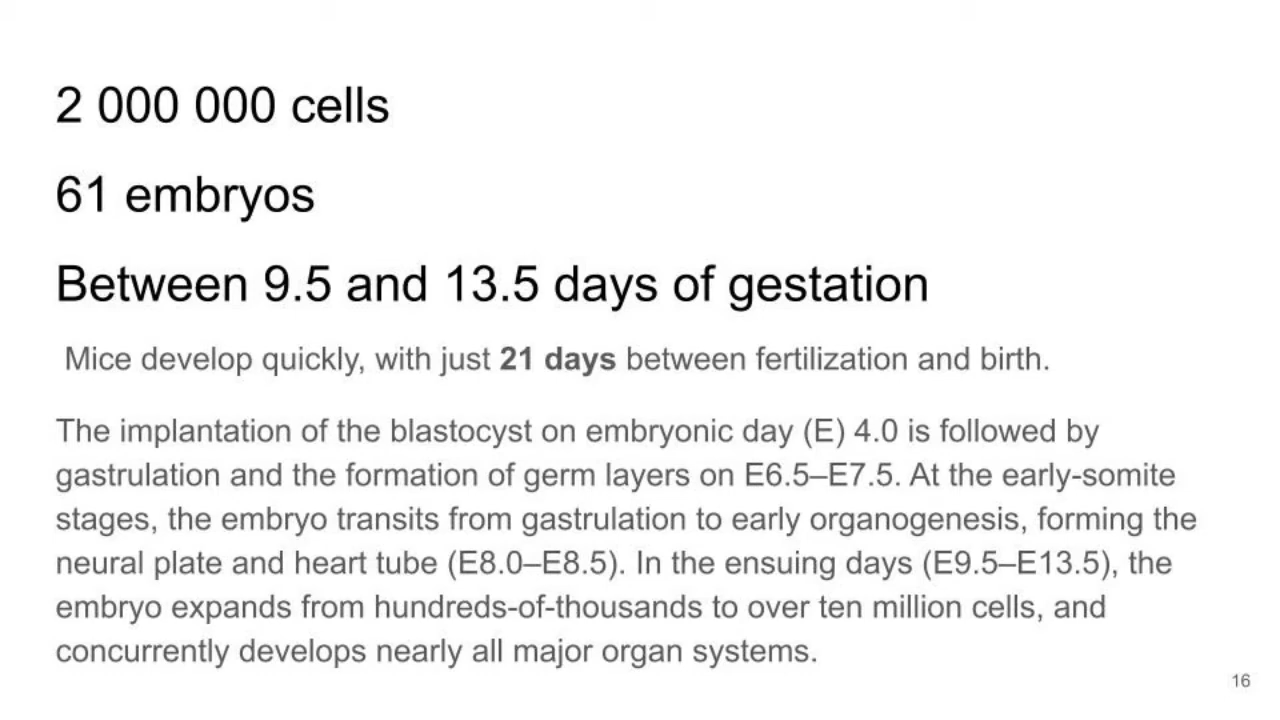 2 000 000 cells
61 embryos
Between 9.5 and 13.5 days of gestation
Mice develop quickly, with just 21 days between fertilization and birth.
The implantation of the blastocyst on embryonic day (E) 4.0 is followed by
gastrulation and the formation of germ layers on E6.5–E7.5. At the early-somite
stages, the embryo transits from gastrulation to early organogenesis, forming the
neural plate and heart tube (E8.0–E8.5). In the ensuing days (E9.5–E13.5), the
embryo expands from hundreds-of-thousands to over ten million cells, and
concurrently develops nearly all major organ systems.
16